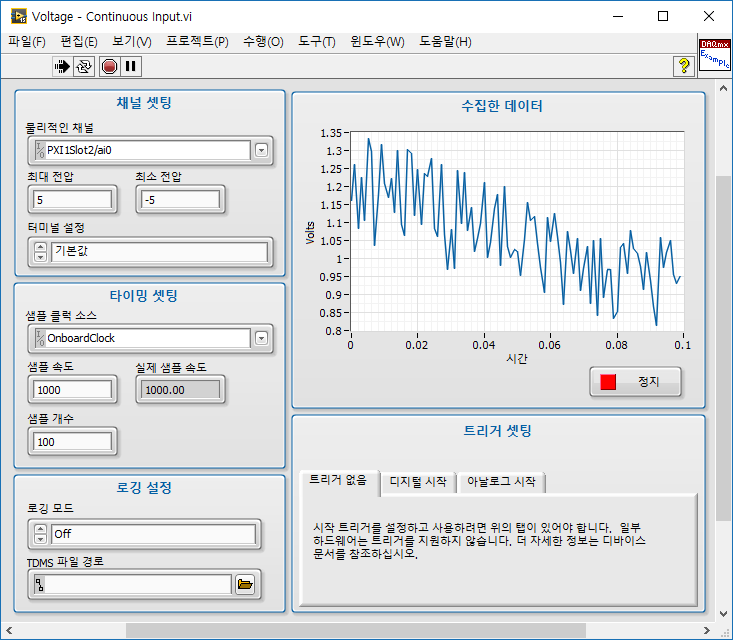 Voltage - Continuous Input.vi
파일(F) 편집(E) 보기(V) 프로젝트(P) 수행(O) 도구(T) 윈도우(W) 도움말(H)
?
DAQmx
Example
채널 셋팅
물리적인 채널
I/O PXI1Slot2/ai0
최대 전압 최소 전압
5 -5
터미널 설정
기본값
타이밍 셋팅
샘플 클럭 소스
I/O OnboardClock
샘플 속도 실제 샘플 속도
1000 1000.00
샘플 개수
100
로깅 설정
로깅 모드
Off
TDMS 파일 경로
수집한 데이터
Volts
1.35
1.3
1.25
1.2
1.15
1.1
1.05
1
0.95
0.9
0.85
0.8
0 0.02 0.04 0.06 0.08 0.1
시간
정지
트리거 셋팅
트리거 없음 디지털 시작 아날로그 시작
시작 트리거를 설정하고 사용하려면 위의 탭이 있어야 합니다. 일부
하드웨어는 트리거를 지원하지 않습니다. 더 자세한 정보는 디바이스
문서를 참조하십시오.